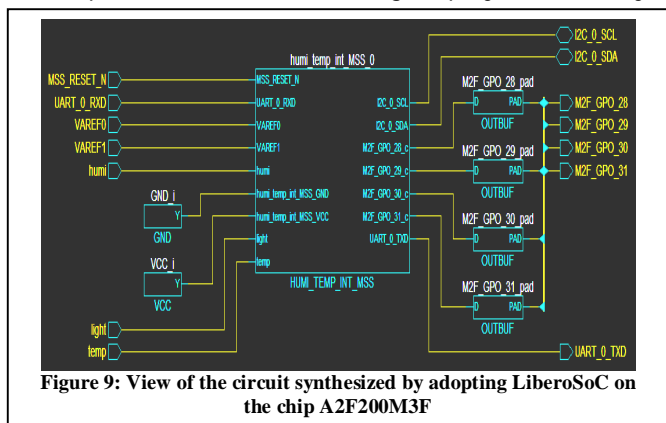 humi_temp_int_MSS_0
MSS_RESET_N
UART_0_RXD
VAREF0
VAREF1
humi
MSS_RESET_N
UART_0_RXD
VAREF0
VAREF1
humi
humi_temp_int_MSS_GND
humi_temp_int_MSS_VCC
light
temp
I2C_0_SCL
I2C_0_SDA
M2F_GPO_28_c
M2F_GPO_29_c
M2F_GPO_30_c
M2F_GPO_31_c
UART_0_TXD
HUMI_TEMP_INT_MSS
GND_i
Y
GND
VCC_i
Y
VCC
light
temp
I2C_0_SCL
I2C_0_SDA
M2F_GPO_28_pad
D PAD
OUTBUF
M2F_GPO_29_pad
D PAD
OUTBUF
M2F_GPO_30_pad
D PAD
OUTBUF
M2F_GPO_31_pad
D PAD
OUTBUF
M2F_GPO_28
M2F_GPO_29
M2F_GPO_30
M2F_GPO_31
UART_0_TXD
Figure 9: View of the circuit synthesized by adopting LiberoSoC on
the chip A2F200M3F